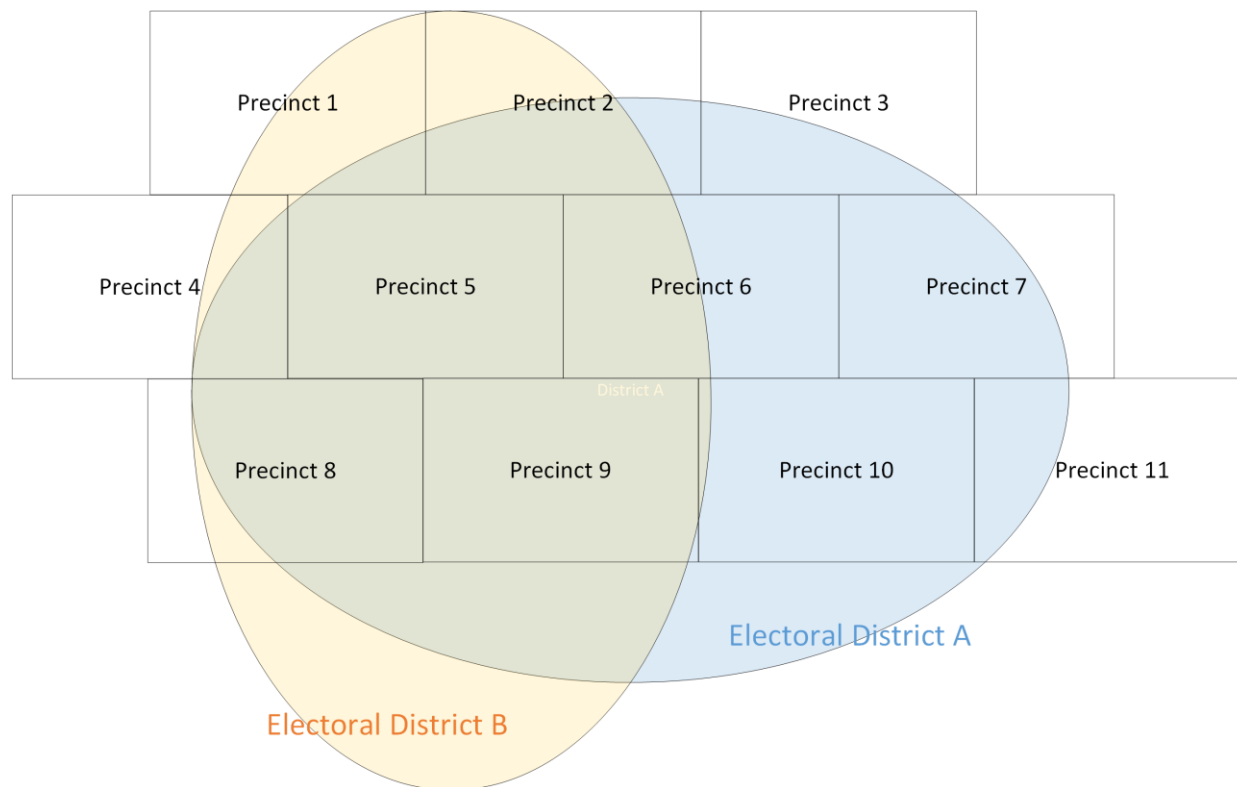 Precinct 1
Precinct 2
Precinct 3
Precinct 4
Precinct 5
Precinct 6
Precinct 7
District A
Precinct 8
Precinct 9
Precinct 10
Precinct 11
Electoral District A
Electoral District B